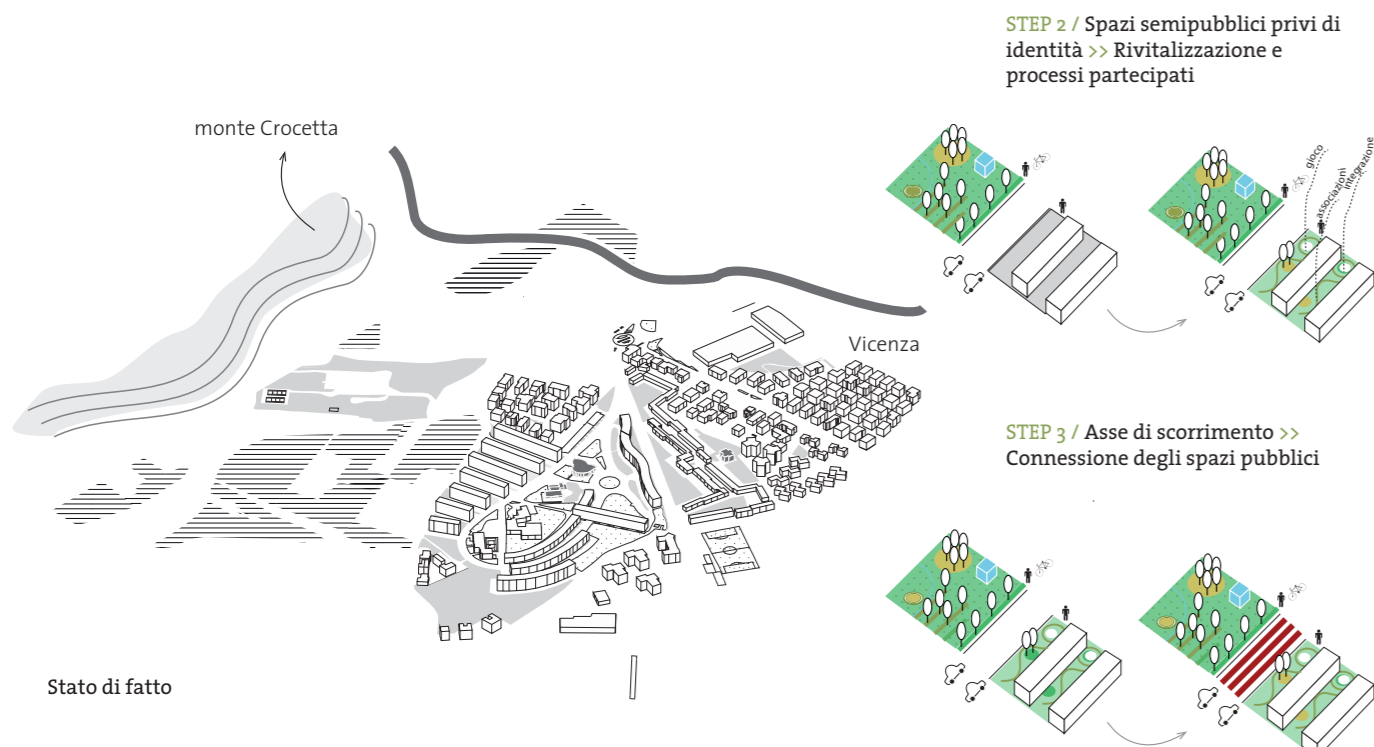 STEP 2 / Spazi semipubblici privi di
identità >> Rivitalizzazione e
processi partecipati
monte Crocetta
gioco
associazioni
integrazione
Vicenza
STEP 3 / Asse di scorrimento >>
Connessione degli spazi pubblici
Stato di fatto